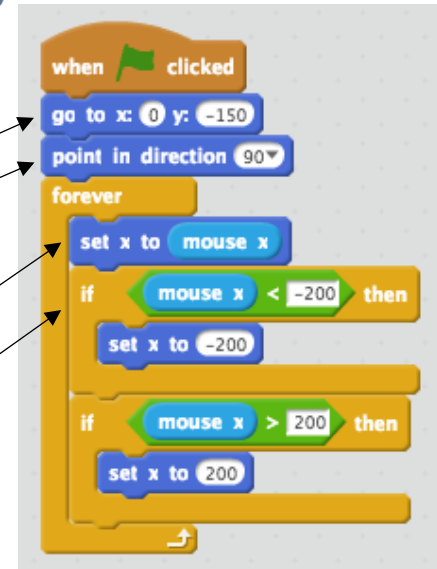 when clicked
go to x: 0 y: -150
point in direction 90
forever
set x to mouse x
if mouse x < -200 then
set x to -200
if mouse x > 200 then
set x to 200